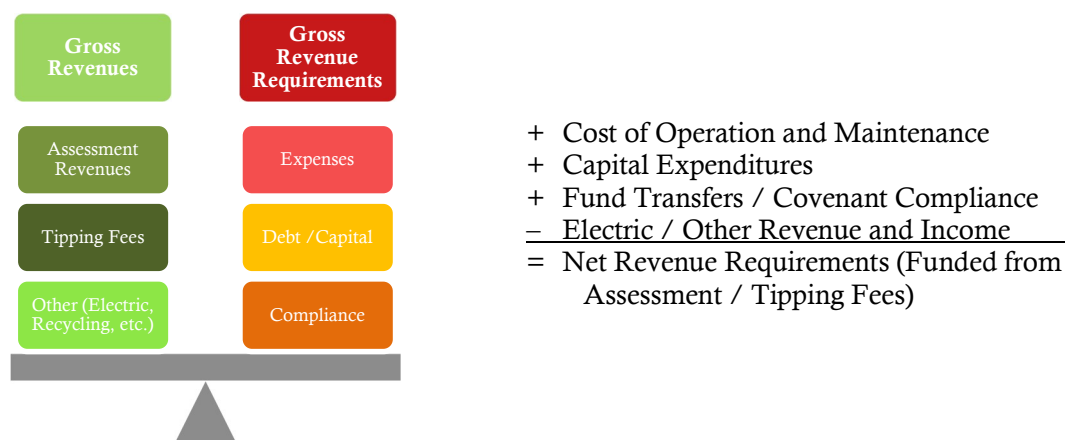 Gross
Revenues
Gross
Revenue
Requirements
Assessment
Revenues
Expenses
Tipping Fees
Debt /Capital
Other (Electric,
Recycling, etc.)
Compliance
+ Cost of Operation and Maintenance
+ Capital Expenditures
+ Fund Transfers / Covenant Compliance
– Electric / Other Revenue and Income
= Net Revenue Requirements (Funded from
Assessment / Tipping Fees)